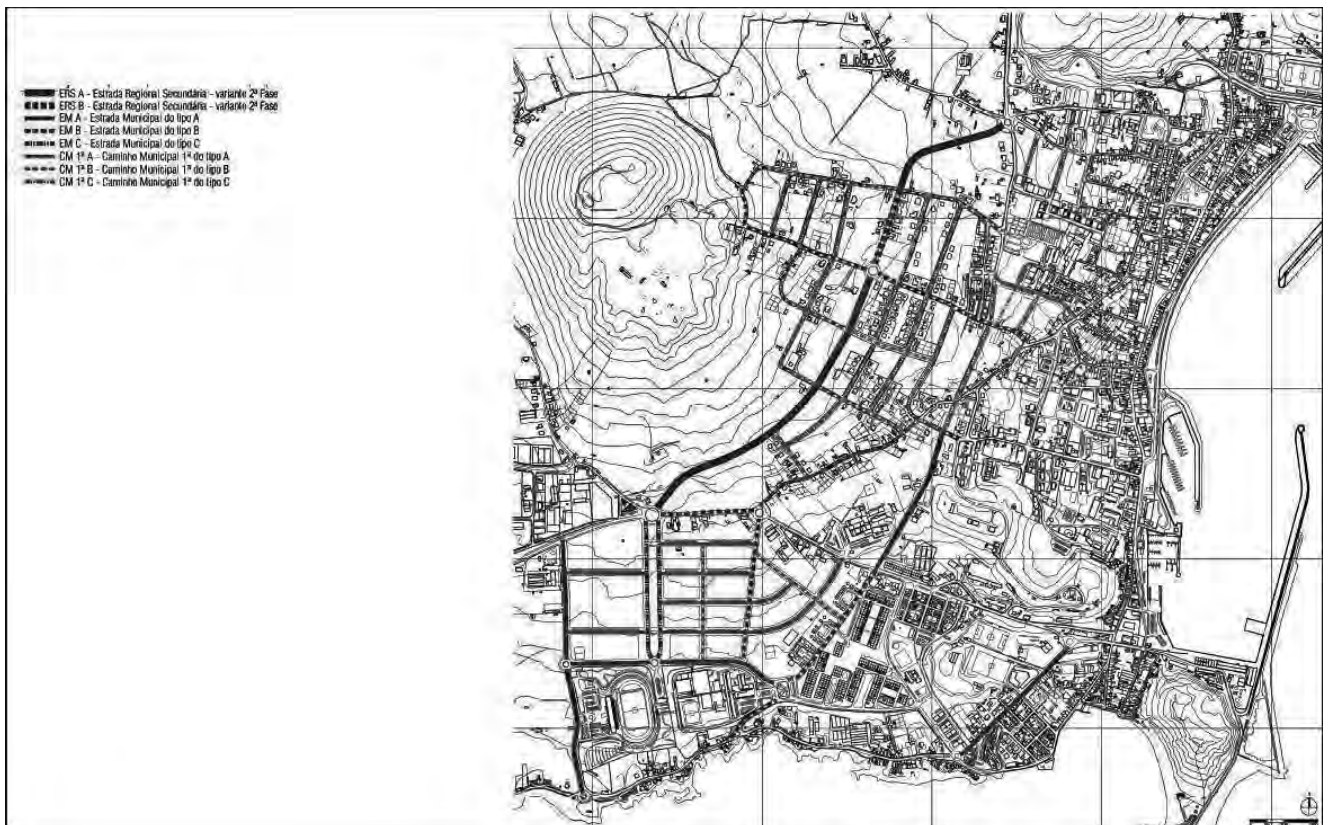 ERS A - Estrada Regional Secundária - variante 2ª Fase
ERS B - Estrada Regional Secundária - variante 2ª Fase
EM A - Estrada Municipal do tipo A
EM B - Estrada Municipal do tipo B
EM C - Estrada Municipal do tipo C
CM 1ª A - Caminho Municipal 1ª do tipo A
CM 1ª B - Caminho Municipal 1ª do tipo B
CM 1ª C - Caminho Municipal 1ª do tipo C